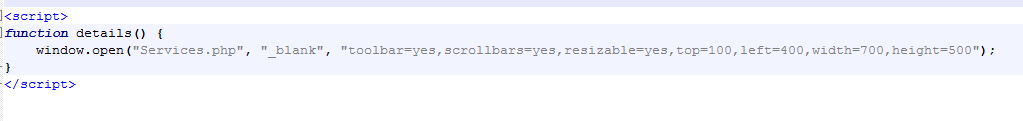 <script>
function details() {
window.open("Services.php", "_blank", "toolbar=yes,scrollbars=yes,resizable=yes,top=100,left=400,width=700,height=500");
}
</script>